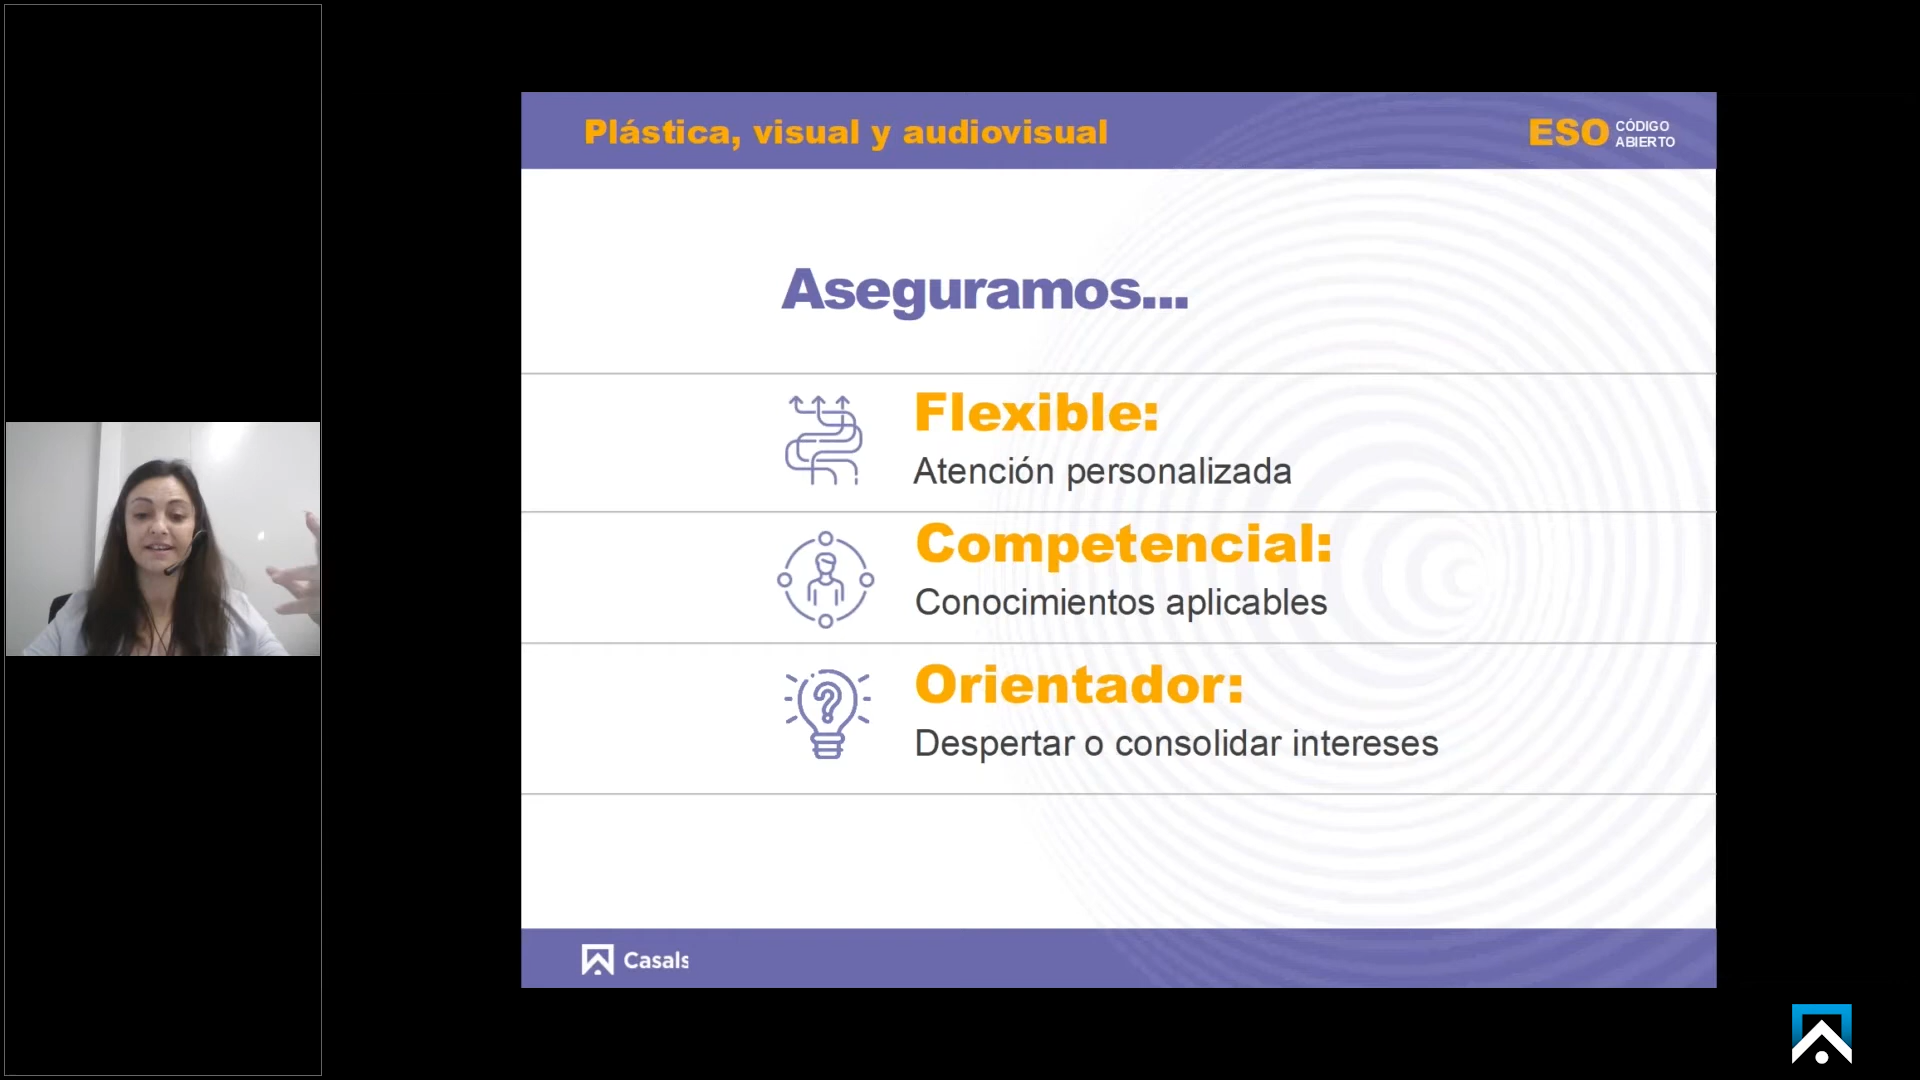 Plástica, visual y audiovisual
ESO CÓDIGO
ABIERTO
Aseguramos...
Flexible:
Atención personalizada
Competencial:
Conocimientos aplicables
Orientador:
Despertar o consolidar intereses
Casals